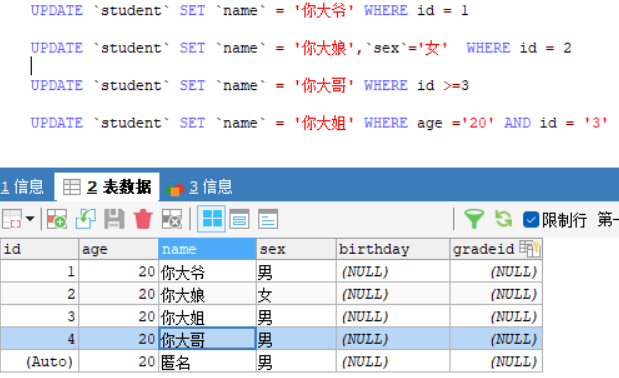 UPDATE `student` SET `name` = '你大爷' WHERE id = 1
UPDATE `student` SET `name` = '你大娘',`sex`='女' WHERE id = 2
UPDATE `student` SET `name` = '你大哥' WHERE id >=3
UPDATE `student` SET `name` = '你大姐' WHERE age ='20' AND id = '3'
1 信息 2 表数据 3 信息
限制行 第一
id age name sex birthday gradeid
1 20 你大爷 男 (NULL) (NULL)
2 20 你大娘 女 (NULL) (NULL)
3 20 你大姐 男 (NULL) (NULL)
4 20 你大哥 男 (NULL) (NULL)
(Auto) 20 匿名 男 (NULL) (NULL)